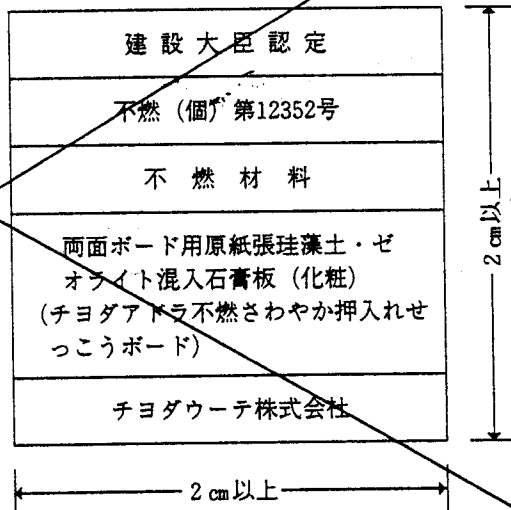 建設大臣認定
不燃（個）第12352号
不燃材料
両面ボード用原紙張珪藻土・ゼ
オライト混入石膏板（化粧）
(チヨダアドラ不燃さわやか押入れせ
っこうボード)
チヨダウーテ株式会社
2㎝以上
2㎝以上